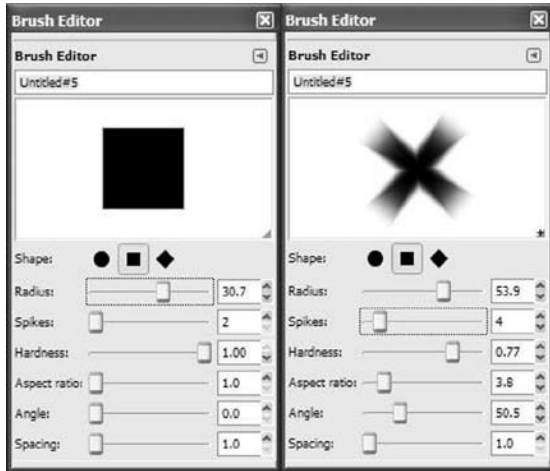 Brush Editor
Brush Editor
Untitled#5
Shape:
Radius: 30.7
Spikes: 2
Hardness: 1.00
Aspect ratio: 1.0
Angle: 0.0
Spacing: 1.0
Brush Editor
Brush Editor
Untitled#5
Shape:
Radius: 53.9
Spikes: 4
Hardness: 0.77
Aspect ratio: 3.8
Angle: 50.5
Spacing: 1.0